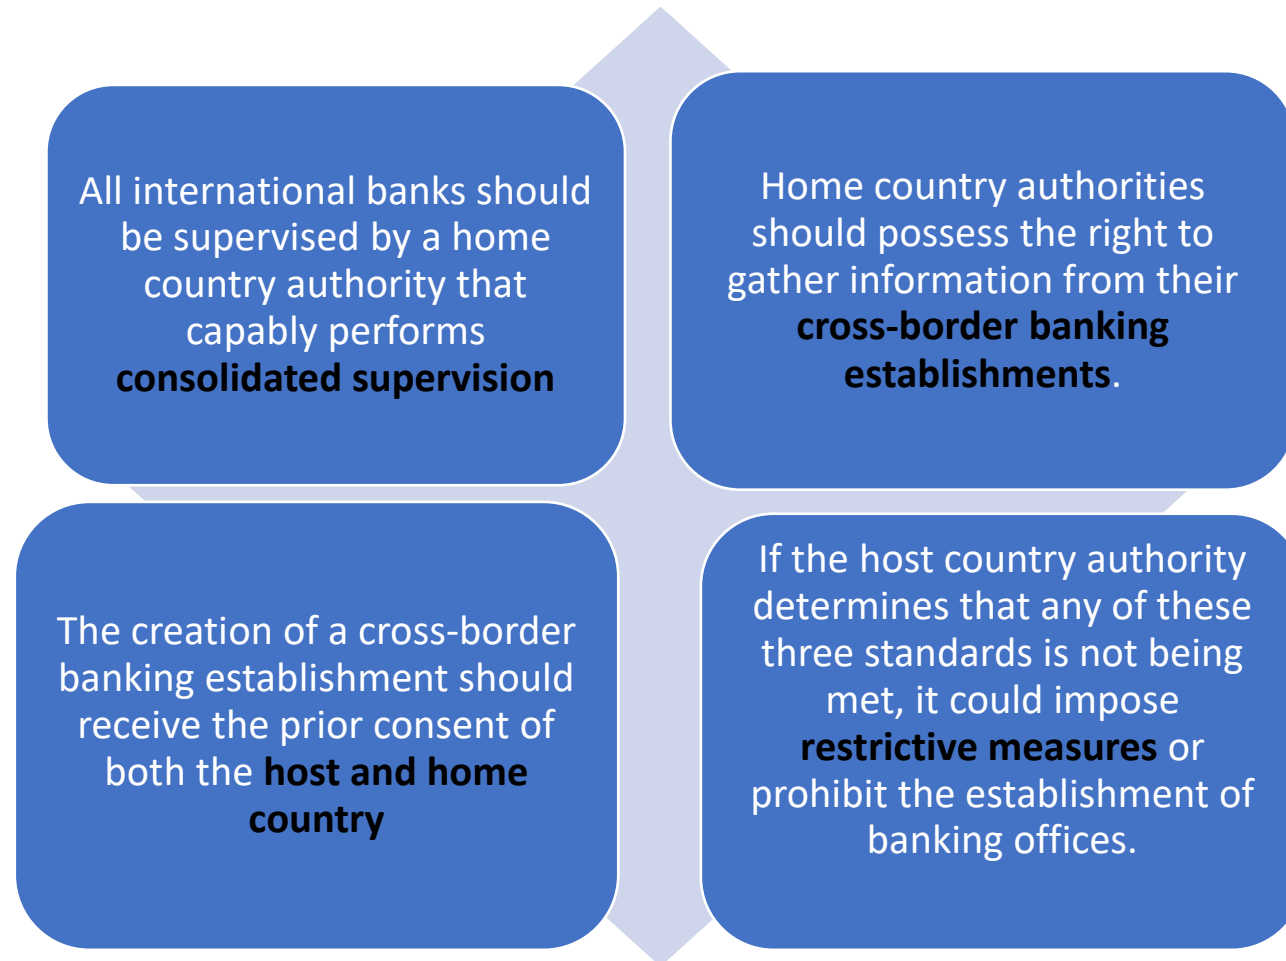 All international banks should
be supervised by a home
country authority that
capably performs
consolidated supervision
Home country authorities
should possess the right to
gather information from their
cross-border banking
establishments.
The creation of a cross-border
banking establishment should
receive the prior consent of
both the host and home
country
If the host country authority
determines that any of these
three standards is not being
met, it could impose
restrictive measures or
prohibit the establishment of
banking offices.